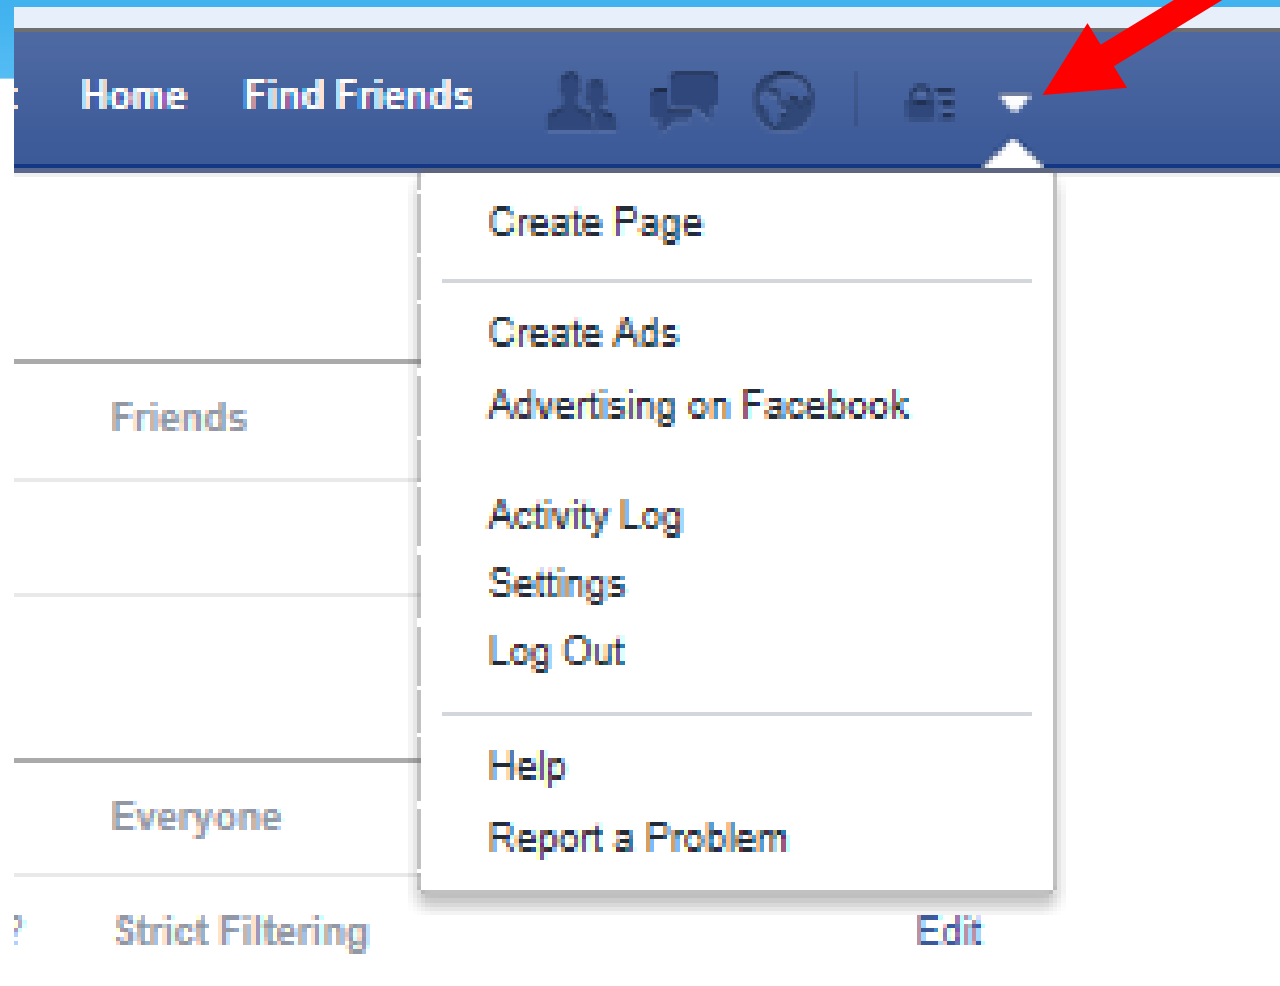 Home Find Friends
Create Page
Create Ads
Friends
Advertising on Facebook
Activity Log
Settings
Log Out
Help
Everyone
Report a Problem
? Strict Filtering Edit